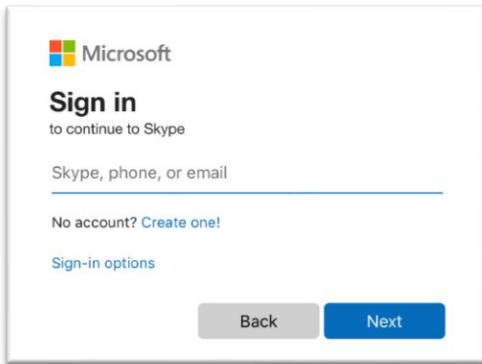 Microsoft
Sign in
to continue to Skype
Skype, phone, or email
No account? Create one!
Sign-in options
Back Next